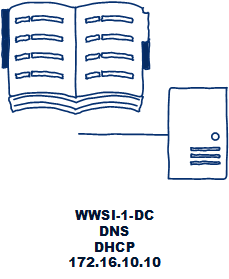 WWSI-1-DC
DNS
DHCP
172.16.10.10